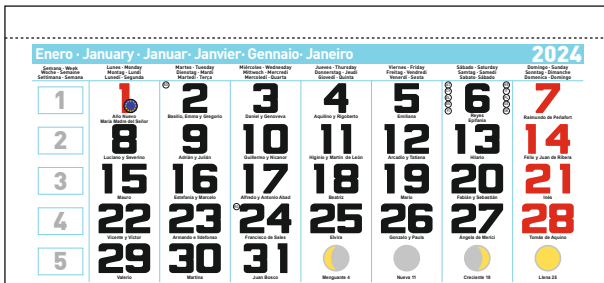 Enero · January · Januar · Janvier · Gennaio · Janeiro 2024
Semana · Week
Woche · Semaine
Settimana · Semana
Lunes · Monday
Montag · Lundi
Lunedì · Segunda
Martes · Tuesday
Dienstag · Mardi
Martedì · Terça
Miércoles · Wednesday
Mittwoch · Mercredi
Mercoledì · Quarta
Jueves · Thursday
Donnerstag · Jeudi
Giovedì · Quinta
Viernes · Friday
Freitag · Vendredi
Venerdì · Sexta
Sábado · Saturday
Samstag · Samedi
Sabato · Sábado
Domingo · Sunday
Sonntag · Dimanche
Domenica · Domingo
1 1 2 3 4 5 6 7
Año Nuevo
María Madre del Señor
Basilio, Emma y Gregorio
Daniel y Genoveva
Aquilino y Rigoberto
Emiliana
Reyes
Epifanía
Raimundo de Peñafort
2 8 9 10 11 12 13 14
Luciano y Severino
Adrián y Julián
Guillermo y Nicanor
Higinio y Martín de León
Arcadio y Tatiana
Hilario
Félix y Juan de Ribera
3 15 16 17 18 19 20 21
Mauro
Estefanía y Marcelo
Alfredo y Antonio Abad
Beatriz
Mario
Fabián y Sebastián
Inés
4 22 23 24 25 26 27 28
Vicente y Víctor
Armando e Ildefonso
Francisco de Sales
Elvira
Gonzalo y Paula
Ángela de Merici
Tomás de Aquino
5 29 30 31
Valerio
Martina
Juan Bosco
Menguante 4
Nueva 11
Creciente 18
Llena 25